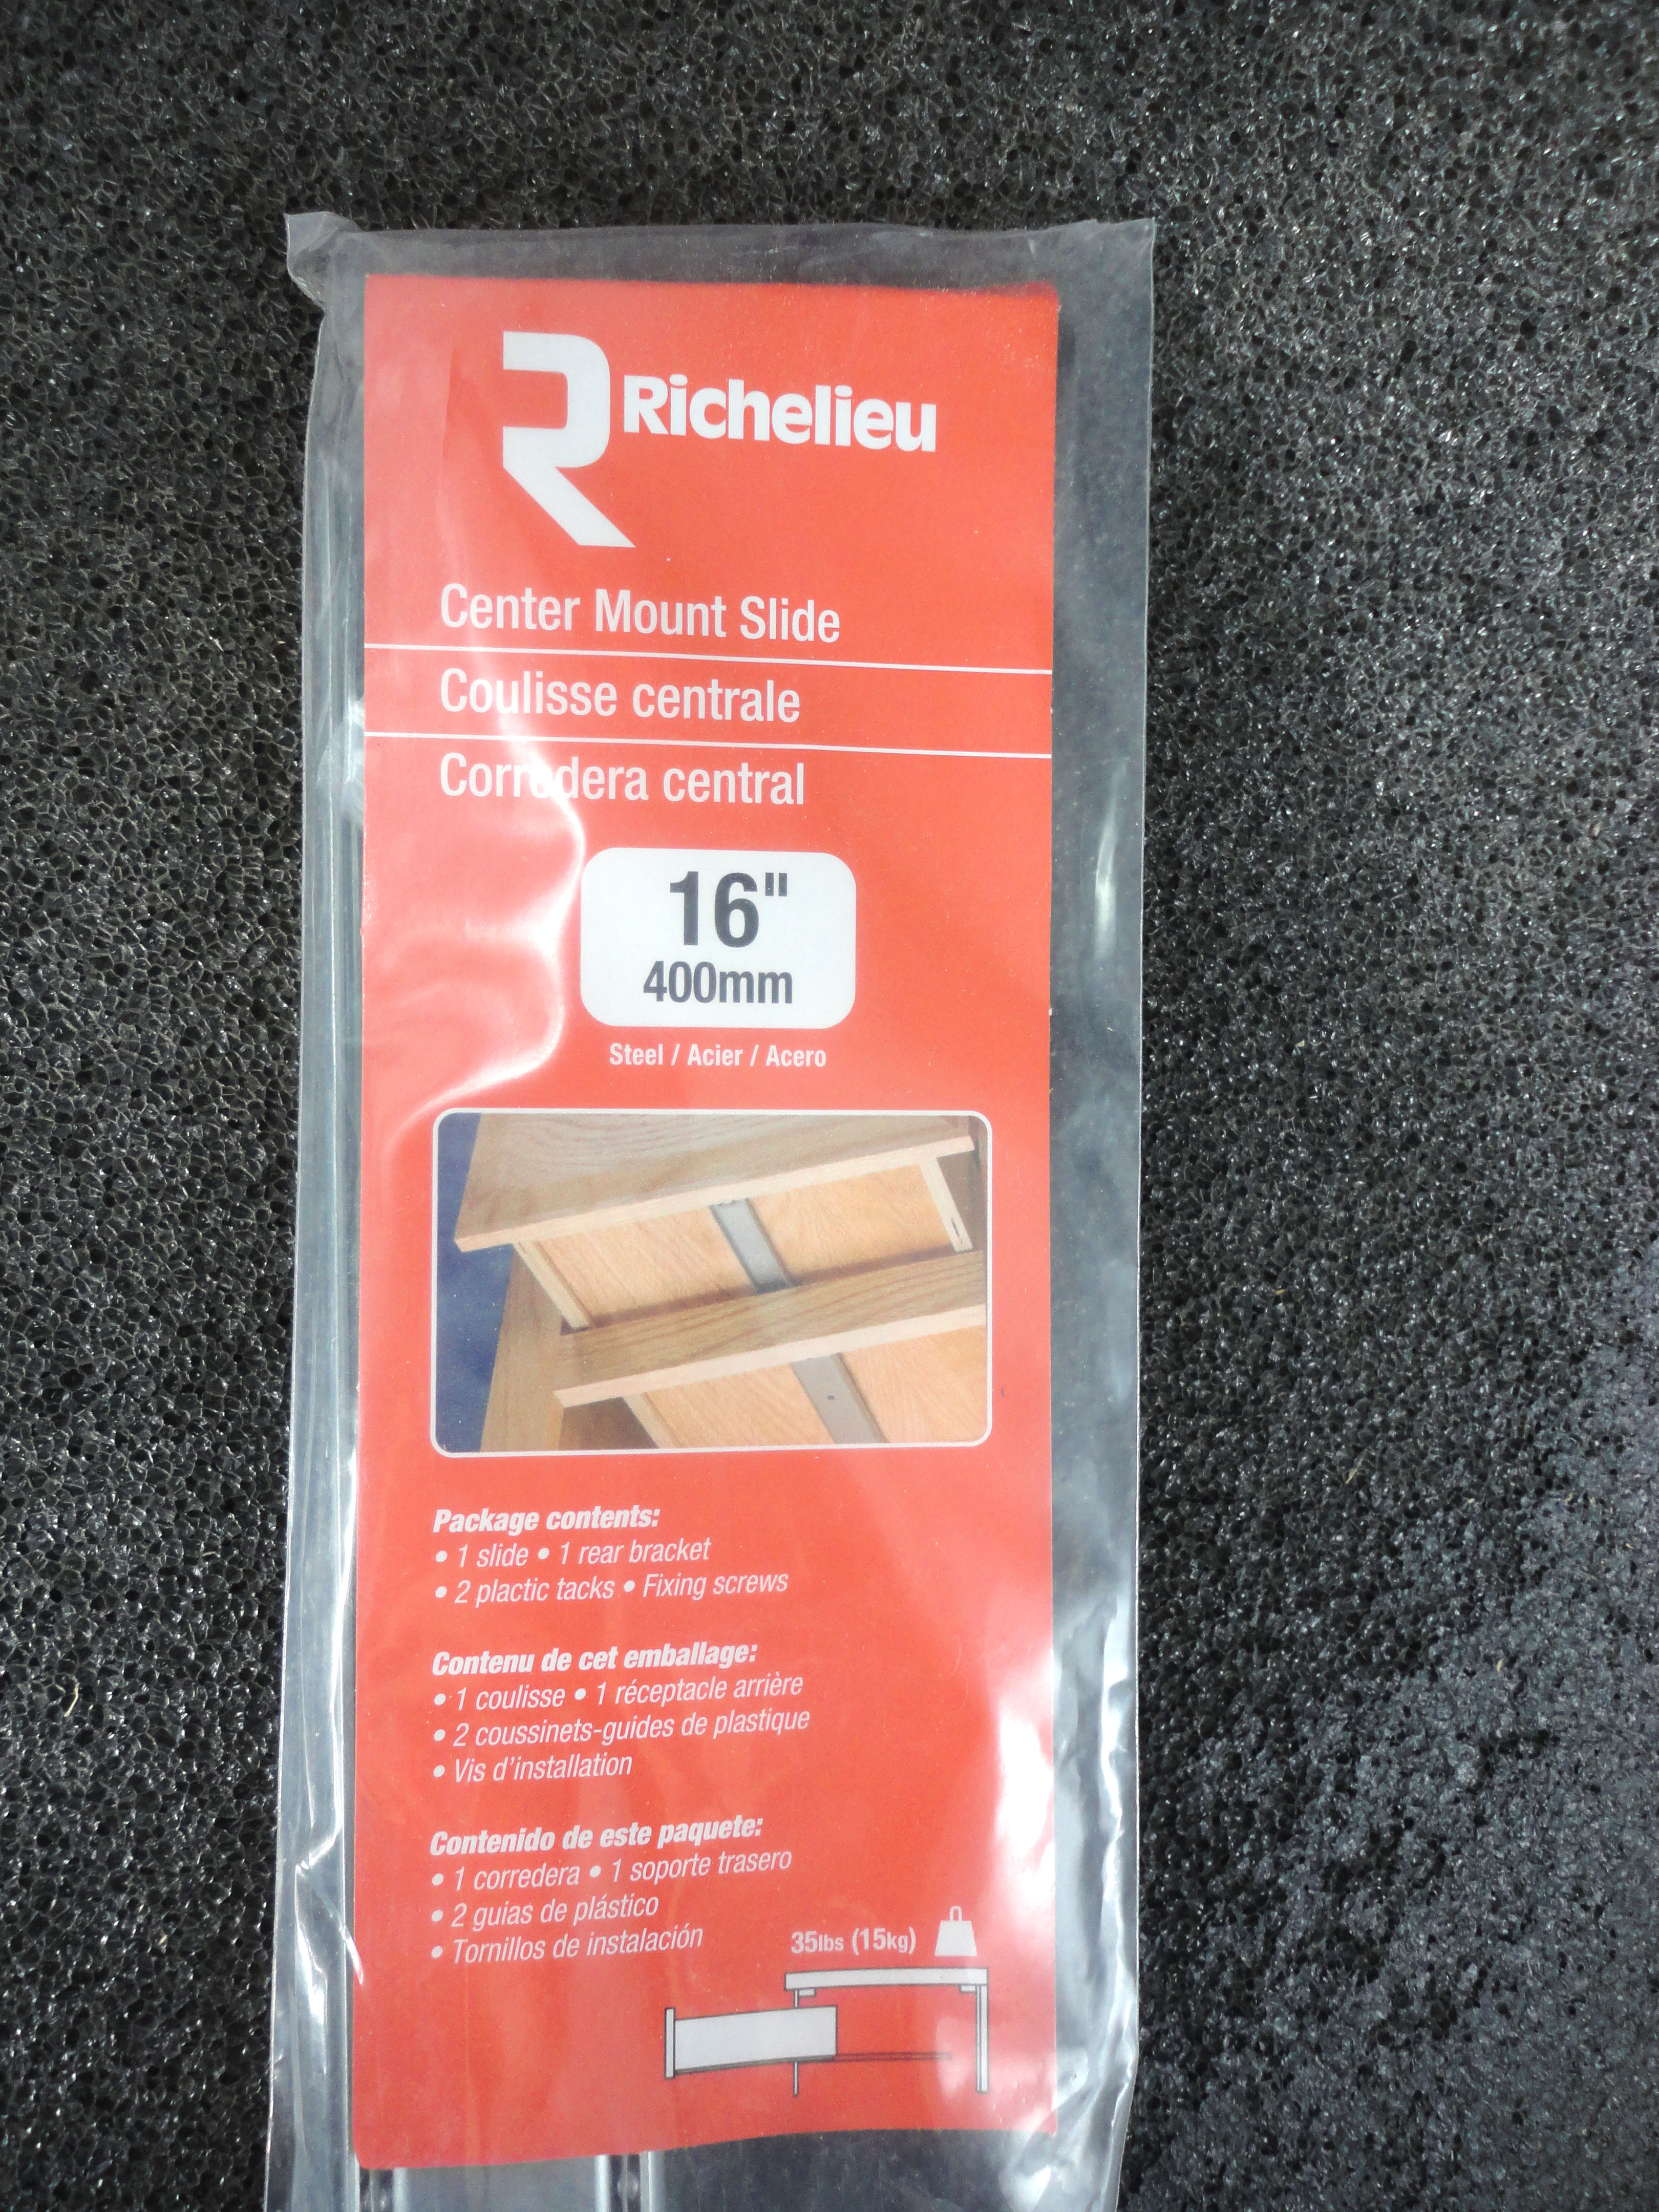 Richelieu
Center Mount Slide
Coulisse centrale
Corredera central
16"
400mm
Steel / Acier / Acero
Package contents:
• 1 slide • 1 rear bracket
• 2 plactic tacks • Fixing screws
Contenu de cet emballage:
• 1 coulisse • 1 réceptacle arrière
• 2 coussinets-guides de plastique
• Vis d'installation
Contenido de este paquete:
• 1 corredera • 1 soporte trasero
• 2 guias de plástico
• Tornillos de instalación
35lbs (15kg)